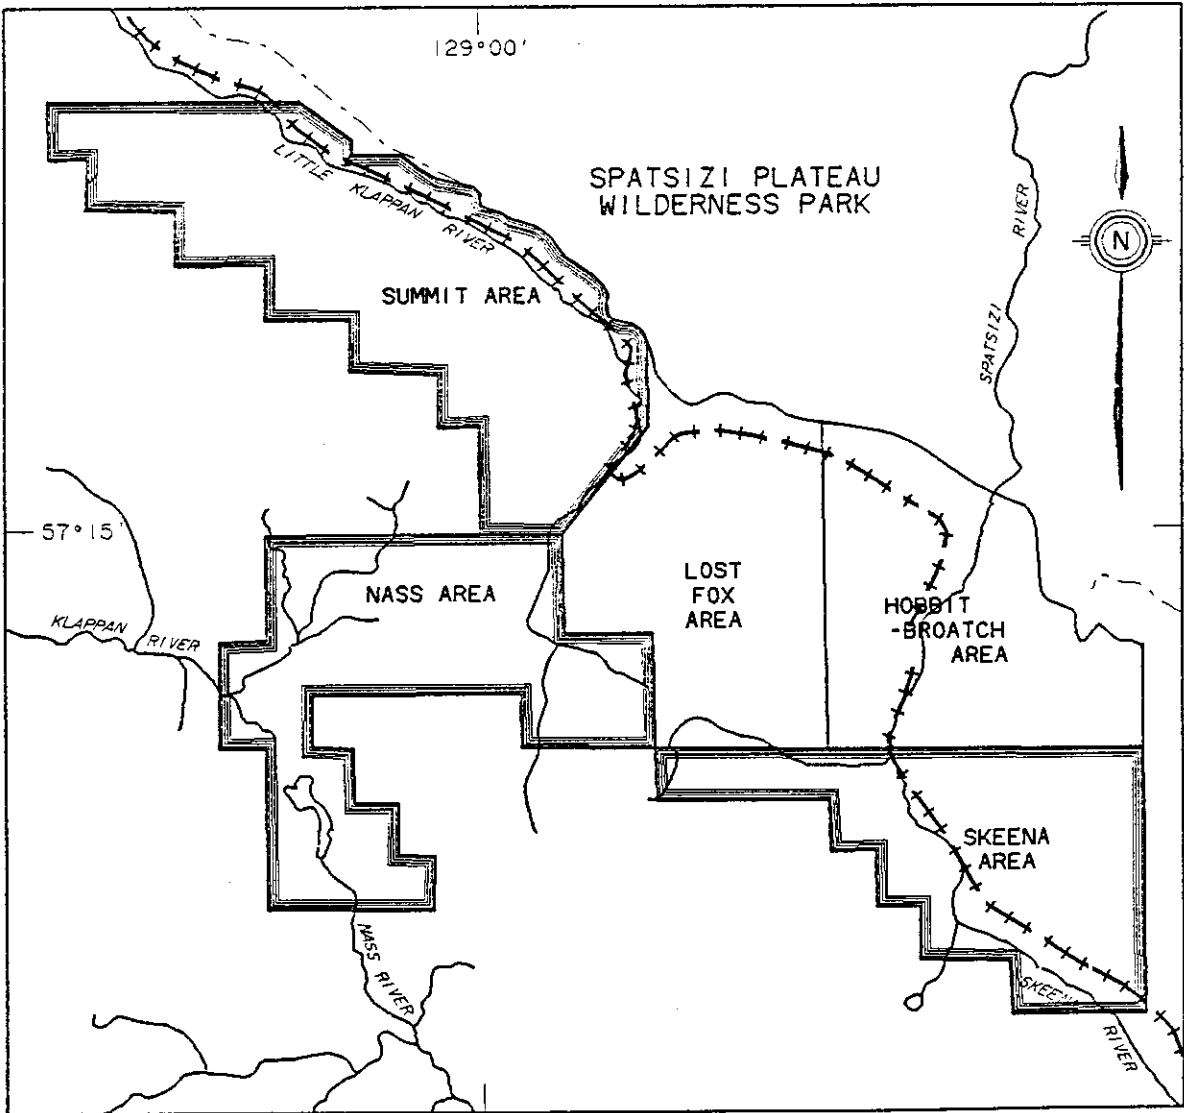 129°00'
SPATSIZI PLATEAU
WILDERNESS PARK
LITTLE KLAPPAN RIVER
SPATSIZI RIVER
N
SUMMIT AREA
57°15'
NASS AREA
LOST
FOX
AREA
HOBBIT
-BROATCH
AREA
KLAPPAN RIVER
SKEENA
AREA
NASS RIVER
SKEENA RIVER